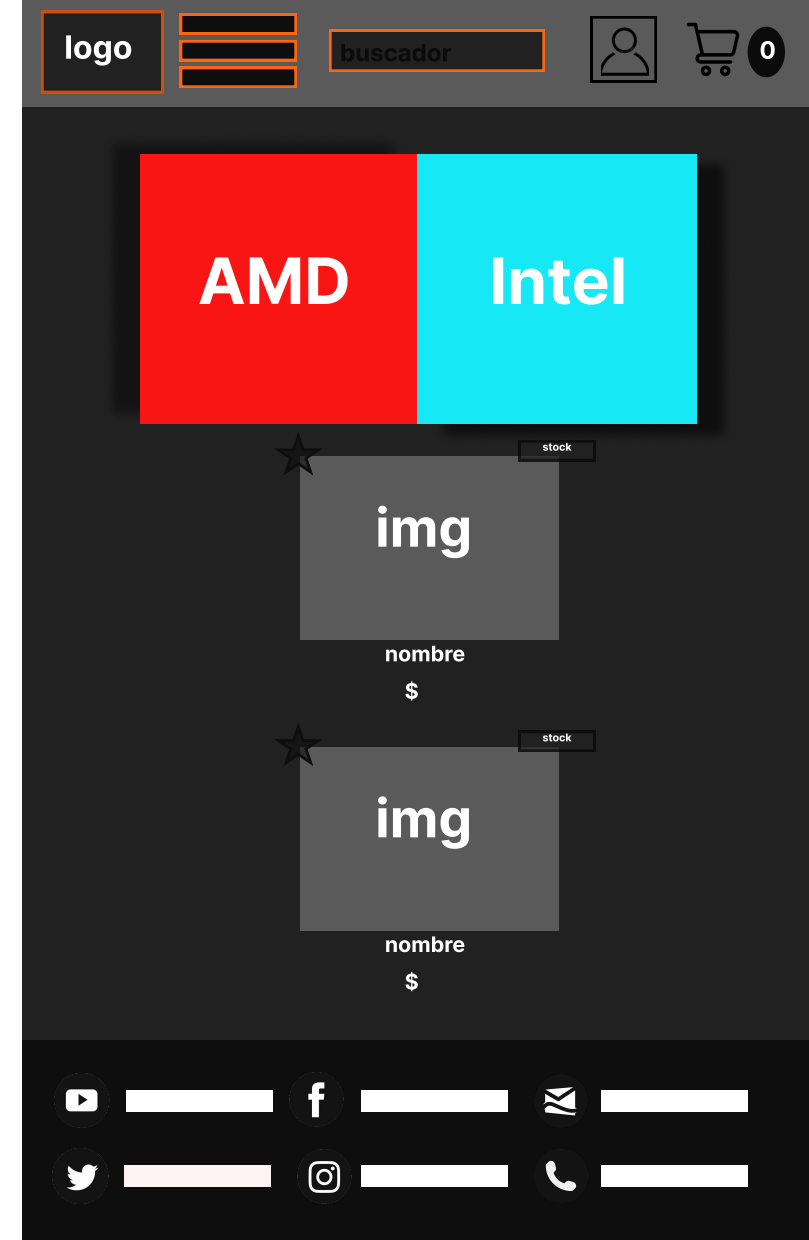 logo
buscador
0
AMD
Intel
stock
img
nombre
$
stock
img
nombre
$